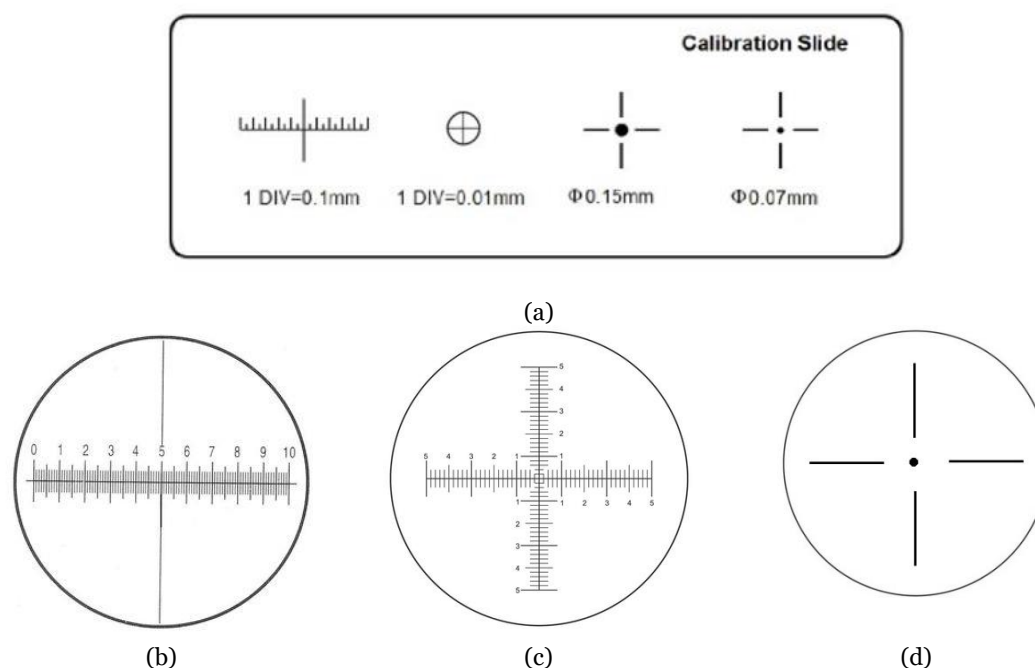 Calibration Slide
1 DIV=0.1mm 1 DIV=0.01mm Φ0.15mm Φ0.07mm
(a)
0 1 2 3 4 5 6 7 8 9 10
5
4
3
2
1
5 4 3 2 1 1 2 3 4 5
1
2
3
4
5
(b) (c) (d)